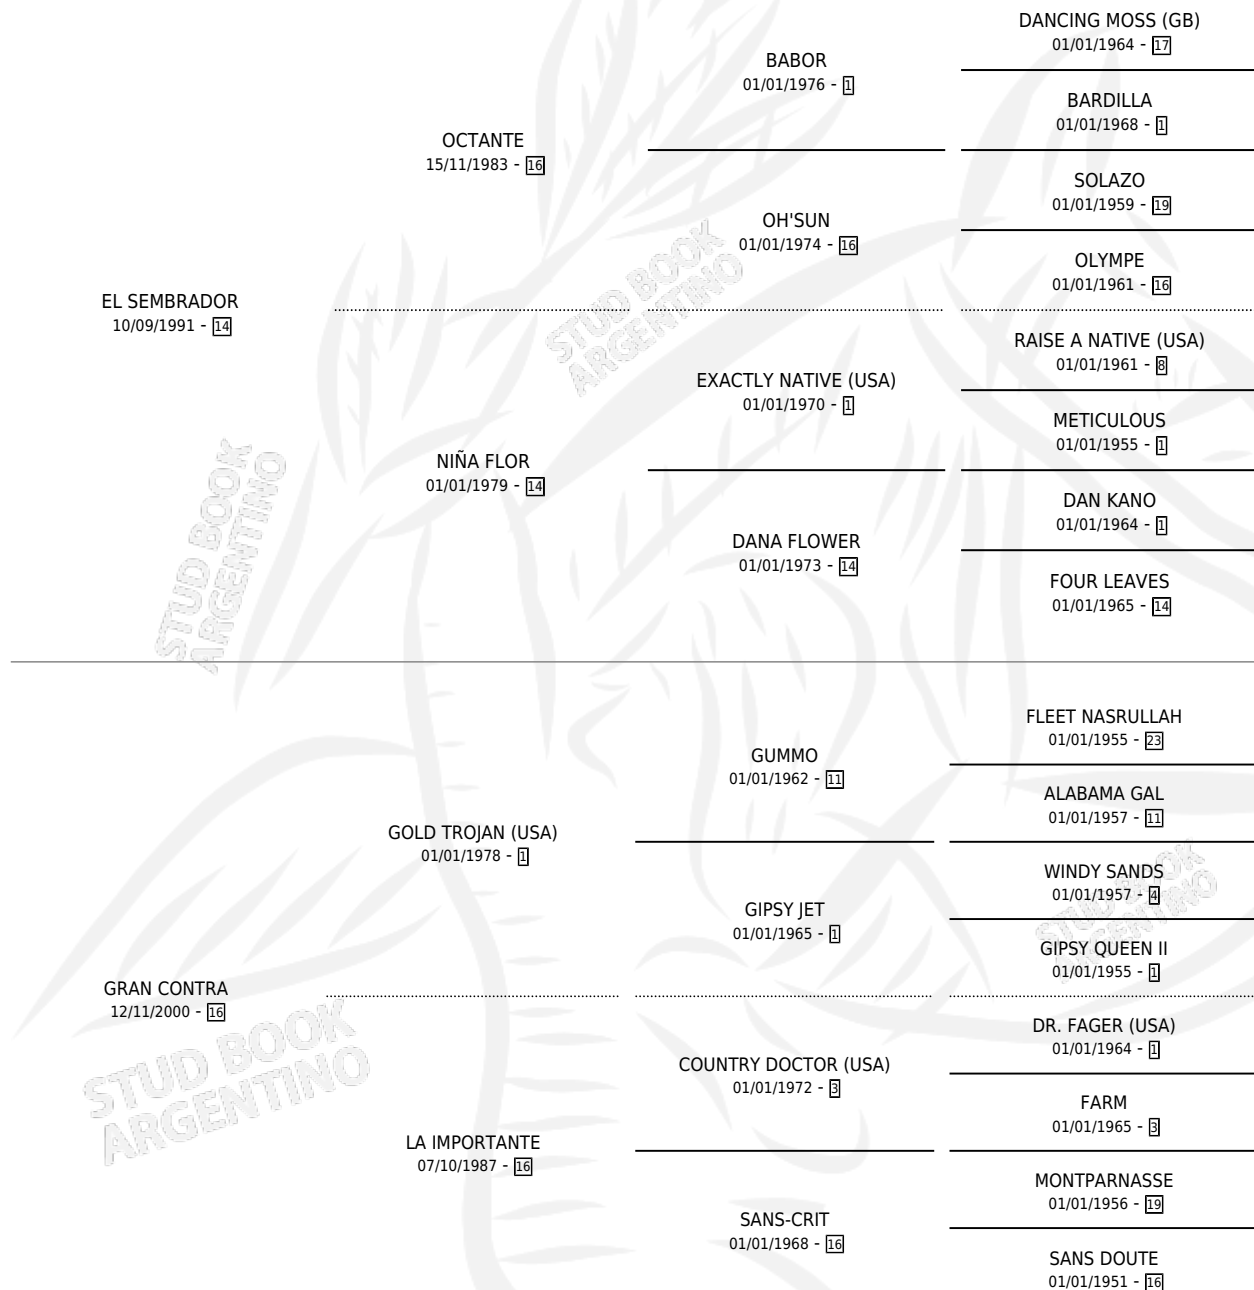 DANCING MOSS (GB)
01/01/1964 - 17
BABOR
01/01/1976 - 1
BARDILLA
01/01/1968 - 1
OCTANTE
15/11/1983 - 16
SOLAZO
01/01/1959 - 19
OH'SUN
01/01/1974 - 16
OLYMPE
01/01/1961 - 16
EL SEMBRADOR
10/09/1991 - 14
RAISE A NATIVE (USA)
01/01/1961 - 8
EXACTLY NATIVE (USA)
01/01/1970 - 1
METICULOUS
01/01/1955 - 1
NIÑA FLOR
01/01/1979 - 14
DAN KANO
01/01/1964 - 1
DANA FLOWER
01/01/1973 - 14
FOUR LEAVES
01/01/1965 - 14
STUD BOOK
ARGENTINO
STUD BOOK
ARGENTINO
FLEET NASRULLAH
01/01/1955 - 23
GUMMO
01/01/1962 - 11
ALABAMA GAL
01/01/1957 - 11
GOLD TROJAN (USA)
01/01/1978 - 1
WINDY SANDS
01/01/1957 - 4
GIPSY JET
01/01/1965 - 1
GIPSY QUEEN II
01/01/1955 - 1
STUD BOOK
ARGENTINO
GRAN CONTRA
12/11/2000 - 16
DR. FAGER (USA)
01/01/1964 - 1
COUNTRY DOCTOR (USA)
01/01/1972 - 3
FARM
01/01/1965 - 3
LA IMPORTANTE
07/10/1987 - 16
MONTPARNASSE
01/01/1956 - 19
SANS-CRIT
01/01/1968 - 16
SANS DOUTE
01/01/1951 - 16
STUD BOOK
ARGENTINO